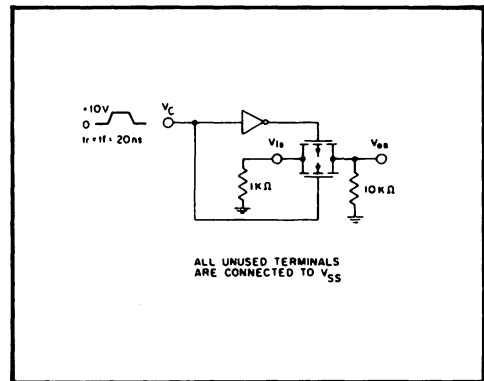 +10V
0
tr = tf = 20ns
VC
Vis
Vos
1KΩ
10KΩ
ALL UNUSED TERMINALS
ARE CONNECTED TO VSS